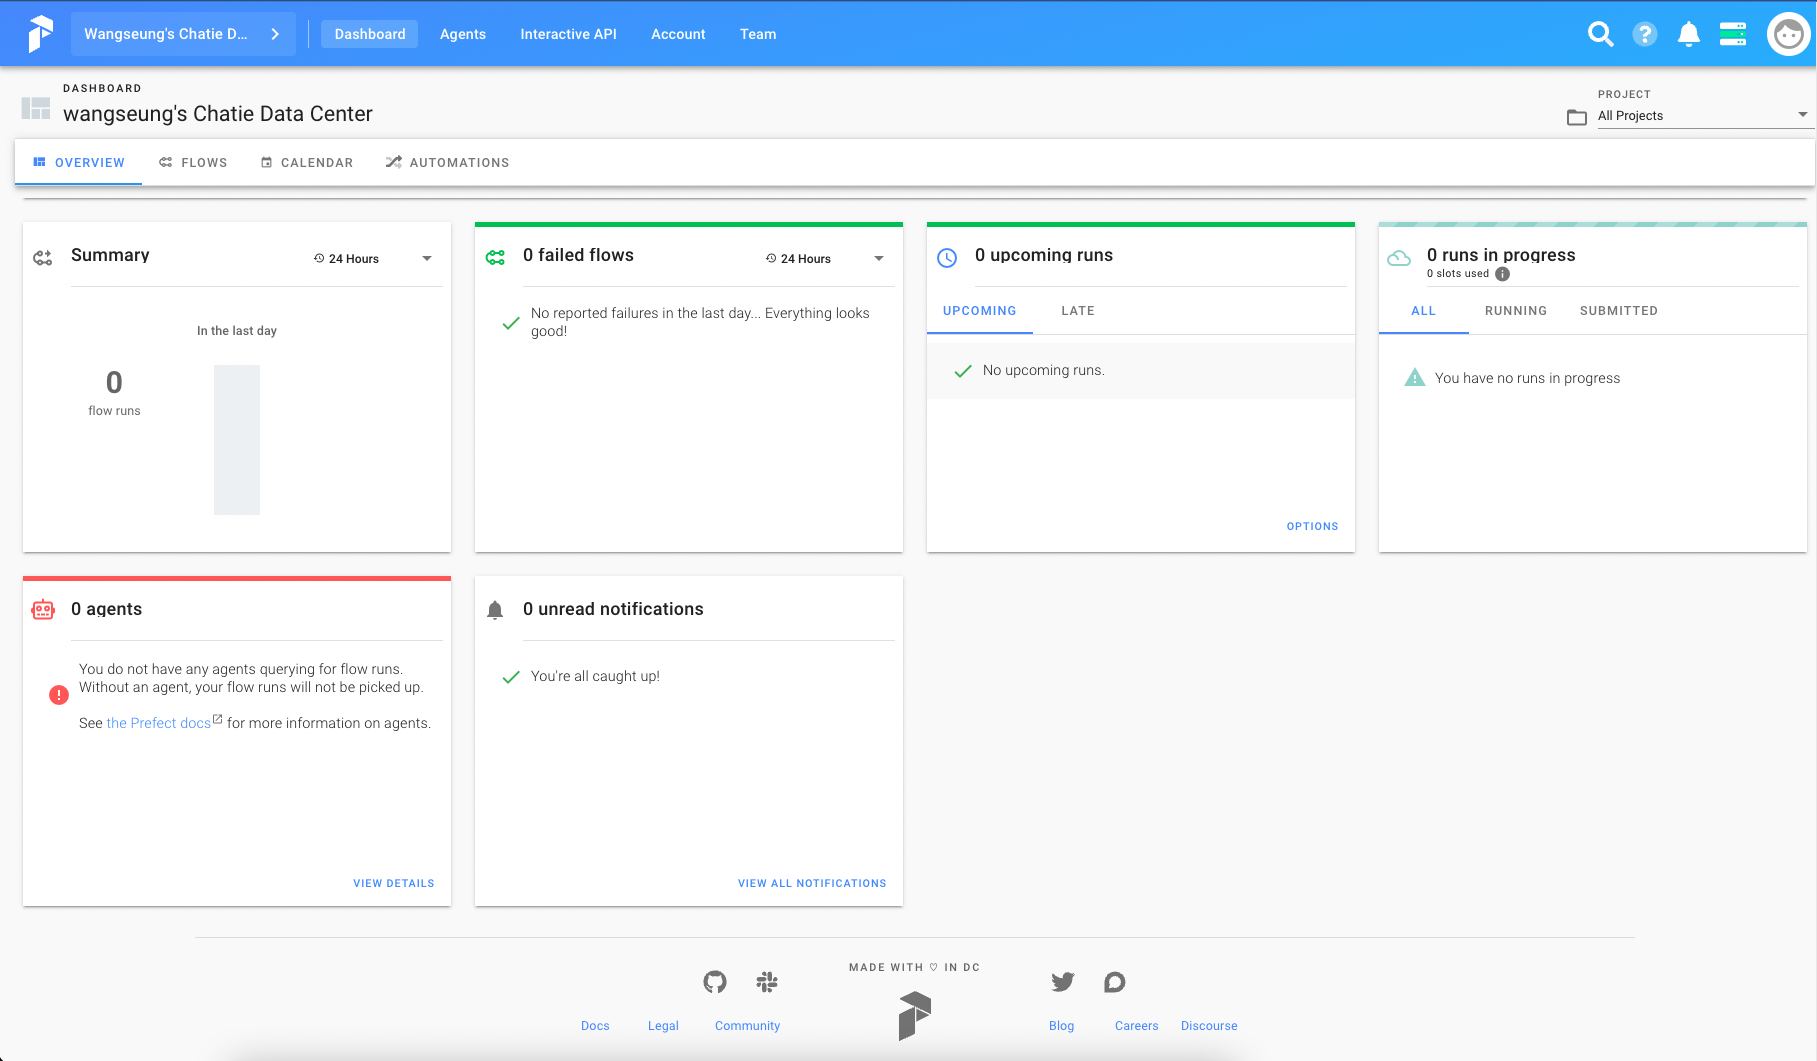 Wangseung's Chatie D...
Dashboard
Agents
Interactive API
Account
Team
DASHBOARD
wangseung's Chatie Data Center
PROJECT
All Projects
OVERVIEW
FLOWS
CALENDAR
AUTOMATIONS
Summary
24 Hours
In the last day
0
flow runs
0 failed flows
24 Hours
No reported failures in the last day... Everything looks
good!
0 upcoming runs
UPCOMING
LATE
No upcoming runs.
OPTIONS
0 runs in progress
0 slots used
ALL
RUNNING
SUBMITTED
You have no runs in progress
0 agents
You do not have any agents querying for flow runs.
Without an agent, your flow runs will not be picked up.
See the Prefect docs for more information on agents.
VIEW DETAILS
0 unread notifications
You're all caught up!
VIEW ALL NOTIFICATIONS
MADE WITH ♡ IN DC
Docs
Legal
Community
Blog
Careers
Discourse